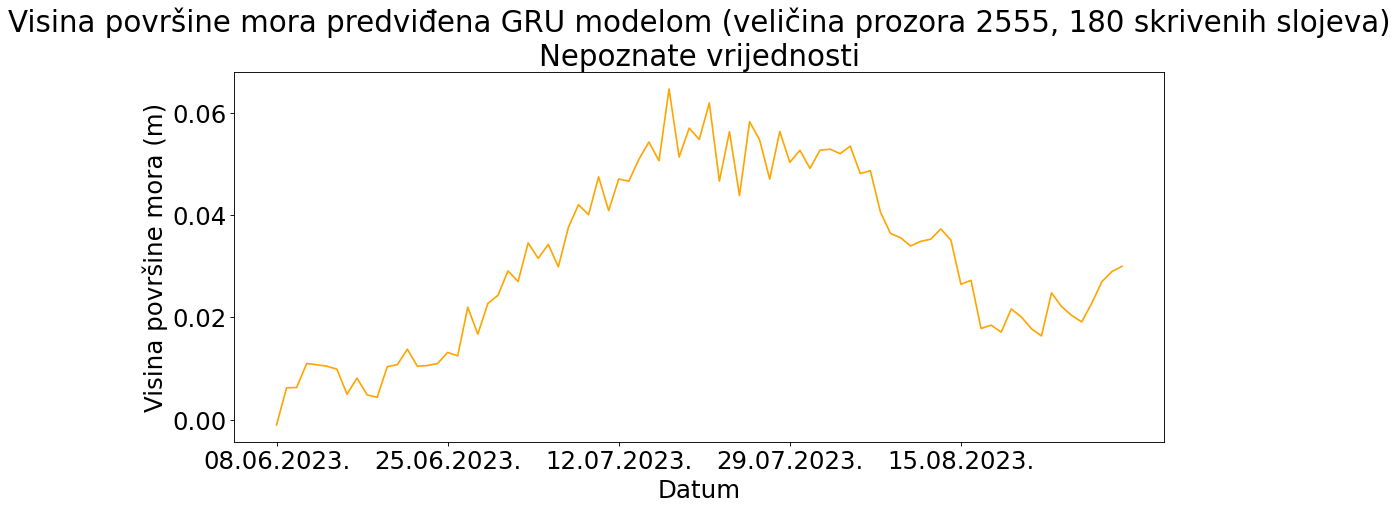 Visina površine mora predviđena GRU modelom (veličina prozora 2555, 180 skrivenih slojeva)
Nepoznate vrijednosti
Visina površine mora (m)
0.06
0.04
0.02
0.00
08.06.2023. 25.06.2023. 12.07.2023. 29.07.2023. 15.08.2023.
Datum